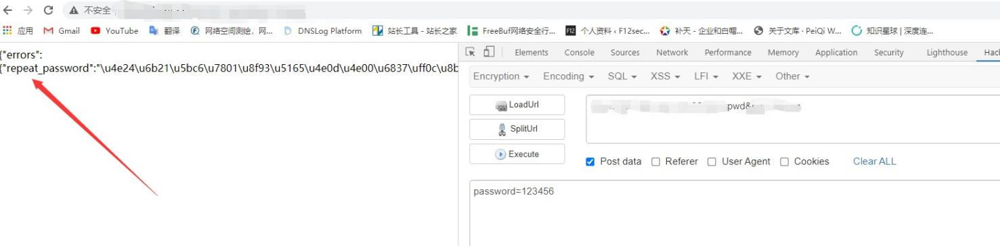 不安全
应用 Gmail YouTube 翻译 网络空间测绘，网... DNSLog Platform 站长工具 - 站长之家 FreeBuf网络安全行... F12 个人资料 ‹ F12sec... 补天 - 企业和白帽... 关于文库 · PeiQi W... 知识星球 | 深度连...
{"errors":
{"repeat_password":"\u4e24\u6b21\u5bc6\u7801\u8f93\u5165\u4e0d\u4e00\u6837\uff0c\u8b
Elements Console Sources Network Performance Memory Application Security Lighthouse Hac
Encryption Encoding SQL XSS LFI XXE Other
LoadUrl
pwd&
SplitUrl
Execute
Post data Referer User Agent Cookies Clear ALL
password=123456